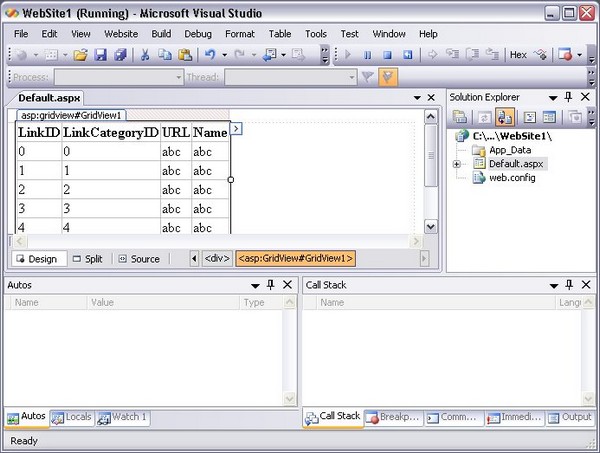 WebSite1 (Running) - Microsoft Visual Studio
File Edit View Website Build Debug Format Table Tools Test Window Help
Hex
Process: Thread:
Default.aspx
asp:gridview#GridView1
LinkID LinkCategoryID URL Name
0 0 abc abc
1 1 abc abc
2 2 abc abc
3 3 abc abc
4 4 abc abc
Design Split Source <div> <asp:GridView#GridView1>
Solution Explorer
C:\...\WebSite1\
App_Data
Default.aspx
web.config
Autos
Name Value Type
Autos Locals Watch 1
Call Stack
Name Langu
Call Stack Breakp... Comm... Immedi... Output
Ready